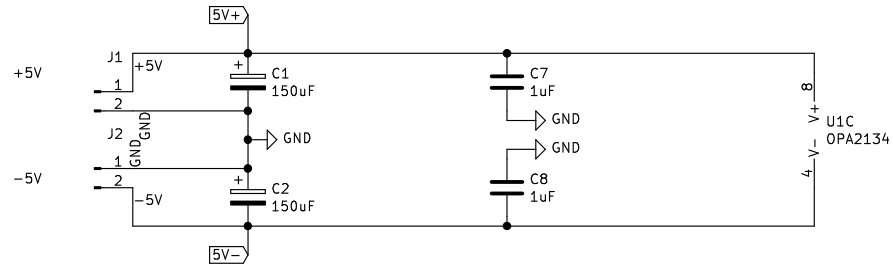 5V+
J1
+5V
+5V
1
2
GND
+
C1
150uF
GND
C7
1uF
GND
GND
8
V+
U1C
OPA2134
V-
4
J2
GND
-5V
1
2
-5V
+
C2
150uF
C8
1uF
5V-